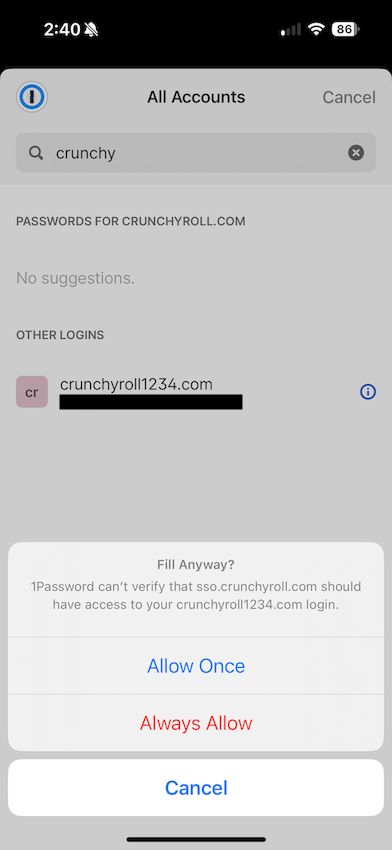 2:40
86
All Accounts
Cancel
crunchy
PASSWORDS FOR CRUNCHYROLL.COM
No suggestions.
OTHER LOGINS
cr
crunchyroll1234.com
Fill Anyway?
1Password can't verify that sso.crunchyroll.com should
have access to your crunchyroll1234.com login.
Allow Once
Always Allow
Cancel